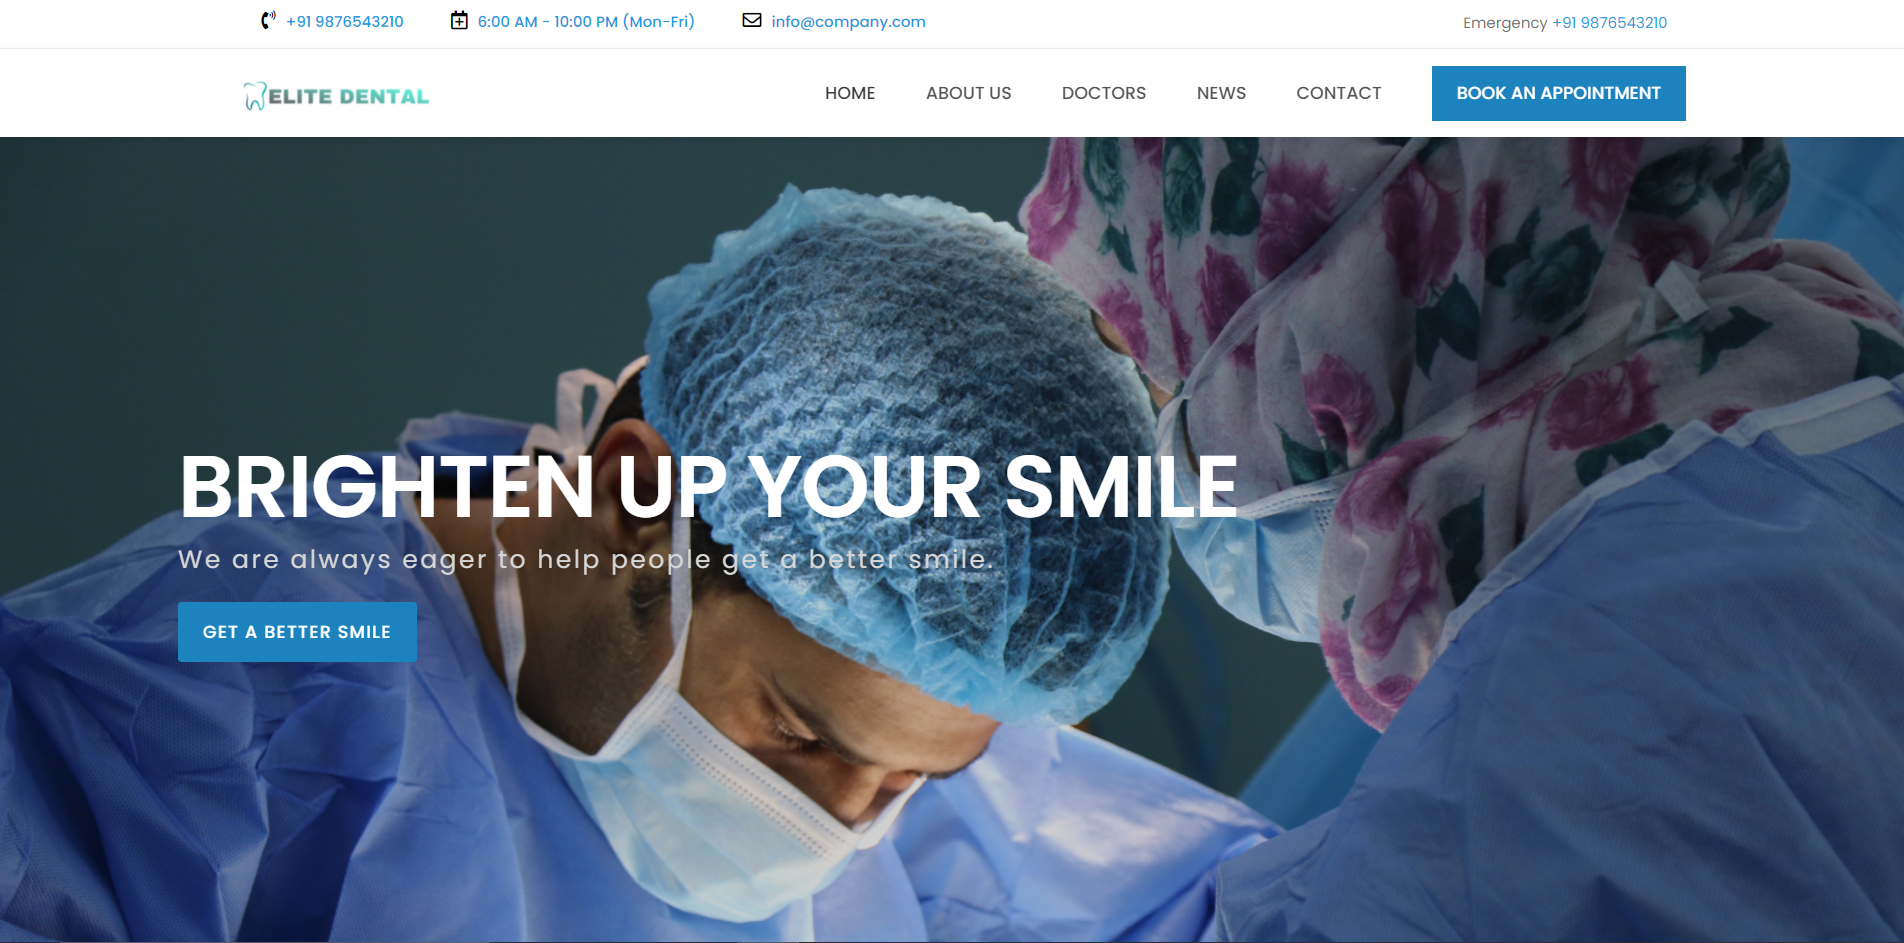 +91 9876543210
6:00 AM - 10:00 PM (Mon-Fri)
info@company.com
Emergency +91 9876543210
ELITE DENTAL
HOME
ABOUT US
DOCTORS
NEWS
CONTACT
BOOK AN APPOINTMENT
BRIGHTEN UP YOUR SMILE
We are always eager to help people get a better smile.
GET A BETTER SMILE